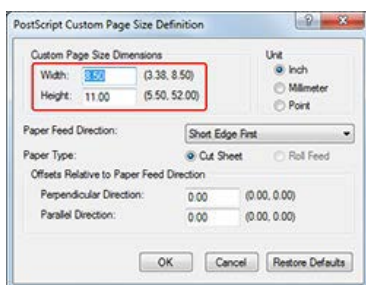 PostScript Custom Page Size Definition
Custom Page Size Dimensions
Unit
Width: 8.50 (3.38, 8.50)
Inch
Height: 11.00 (5.50, 52.00)
Millimeter
Point
Paper Feed Direction: Short Edge First
Paper Type: Cut Sheet Roll Feed
Offsets Relative to Paper Feed Direction
Perpendicular Direction: 0.00 (0.00, 0.00)
Parallel Direction: 0.00 (0.00, 0.00)
OK Cancel Restore Defaults